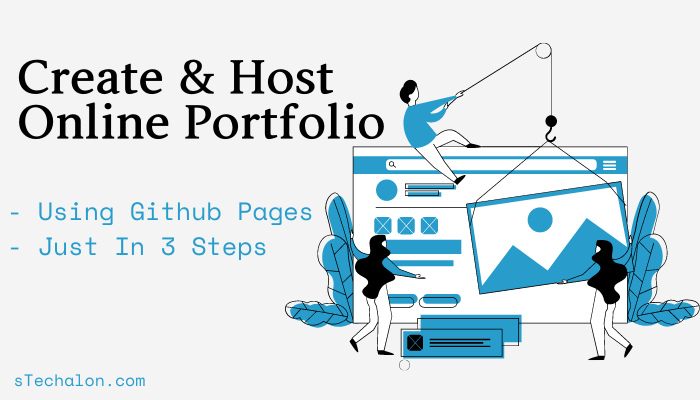 Create & Host
Online Portfolio
- Using Github Pages
- Just In 3 Steps
sTechalon.com